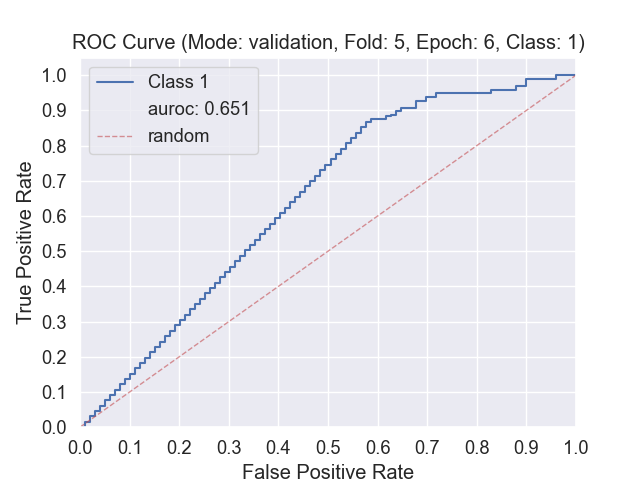 ROC Curve (Mode: validation, Fold: 5, Epoch: 6, Class: 1)
Class 1
auroc: 0.651
random
True Positive Rate
1.0
0.9
0.8
0.7
0.6
0.5
0.4
0.3
0.2
0.1
0.0
0.0 0.1 0.2 0.3 0.4 0.5 0.6 0.7 0.8 0.9 1.0
False Positive Rate